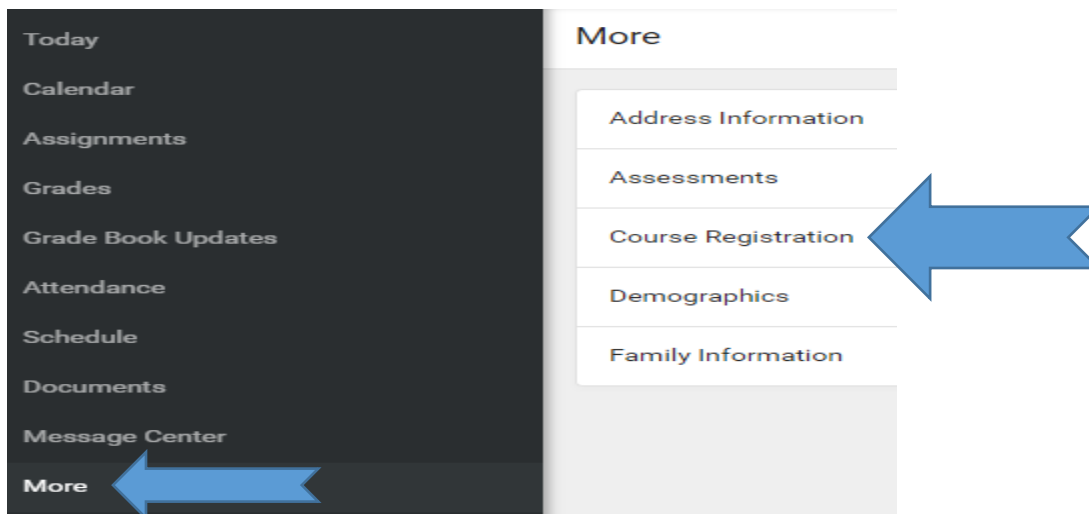 Today
Calendar
Assignments
Grades
Grade Book Updates
Attendance
Schedule
Documents
Message Center
More
More
Address Information
Assessments
Course Registration
Demographics
Family Information